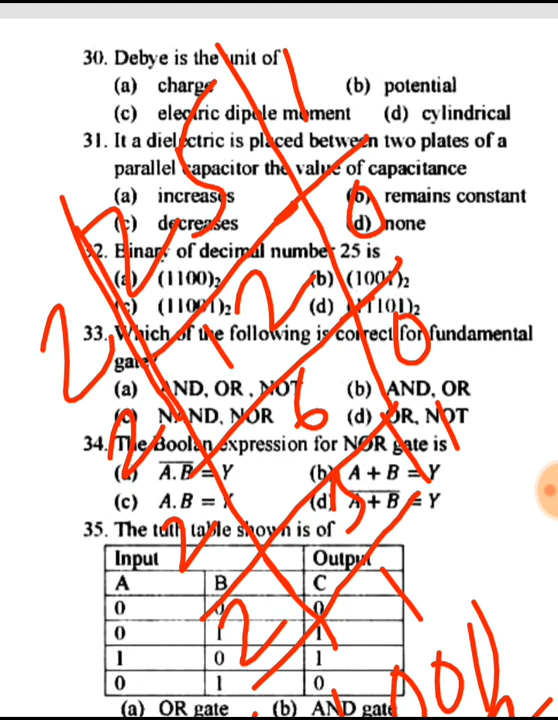 30. Debye is the unit of
(a) charge (b) potential
(c) electric dipole moment (d) cylindrical
31. It a dielectric is placed between two plates of a
parallel capacitor the value of capacitance
(a) increases (b) remains constant
(c) decreases (d) none
32. Binary of decimal number 25 is
(a) (1100)₂ (b) (1001)₂
(c) (11001)₂ (d) 1101)₂
33. Which of the following is correct for fundamental
gate
(a) AND, OR, NOT (b) AND, OR
NAND, NOR (d) OR, NOT
34. The Boolan expression for NOR gate is
(a) A̅.̅B̅ = Y (b) A + B = Y
(c) A.B = Y (d) A̅ ̅+̅ ̅B̅ = Y
35. The tuth table shown is of
Input Output
A B C
0 0 0
0 1 1
1 0 1
0 1 0
(a) OR gate (b) AND gate